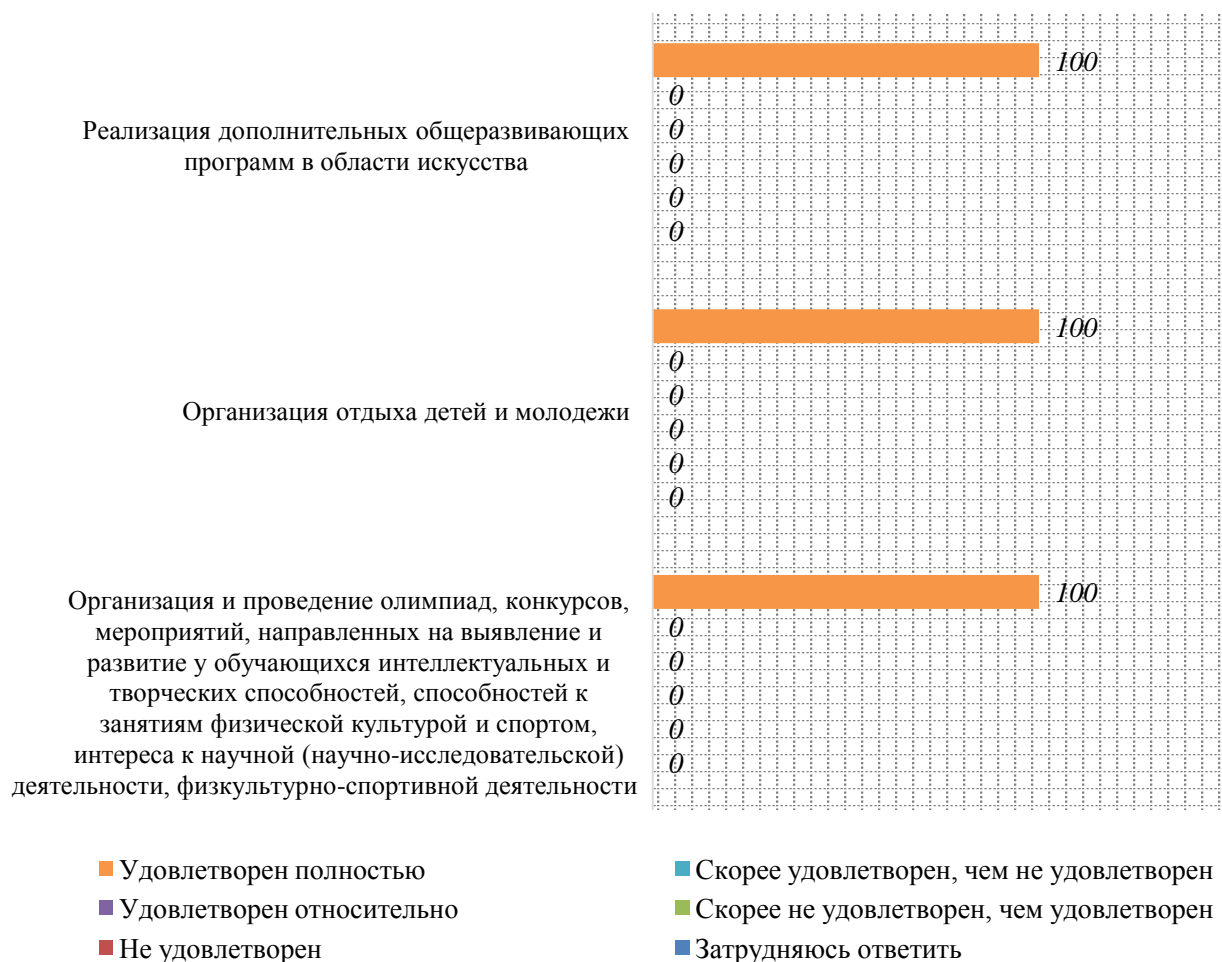 100
0
0
Реализация дополнительных общеразвивающих
программ в области искусства
0
0
0
100
0
0
Организация отдыха детей и молодежи
0
0
0
100
Организация и проведение олимпиад, конкурсов,
мероприятий, направленных на выявление и
развитие у обучающихся интеллектуальных и
творческих способностей, способностей к
занятиям физической культурой и спортом,
интереса к научной (научно-исследовательской)
деятельности, физкультурно-спортивной деятельности
0
0
0
0
0
Удовлетворен полностью
Скорее удовлетворен, чем не удовлетворен
Удовлетворен относительно
Скорее не удовлетворен, чем удовлетворен
Не удовлетворен
Затрудняюсь ответить